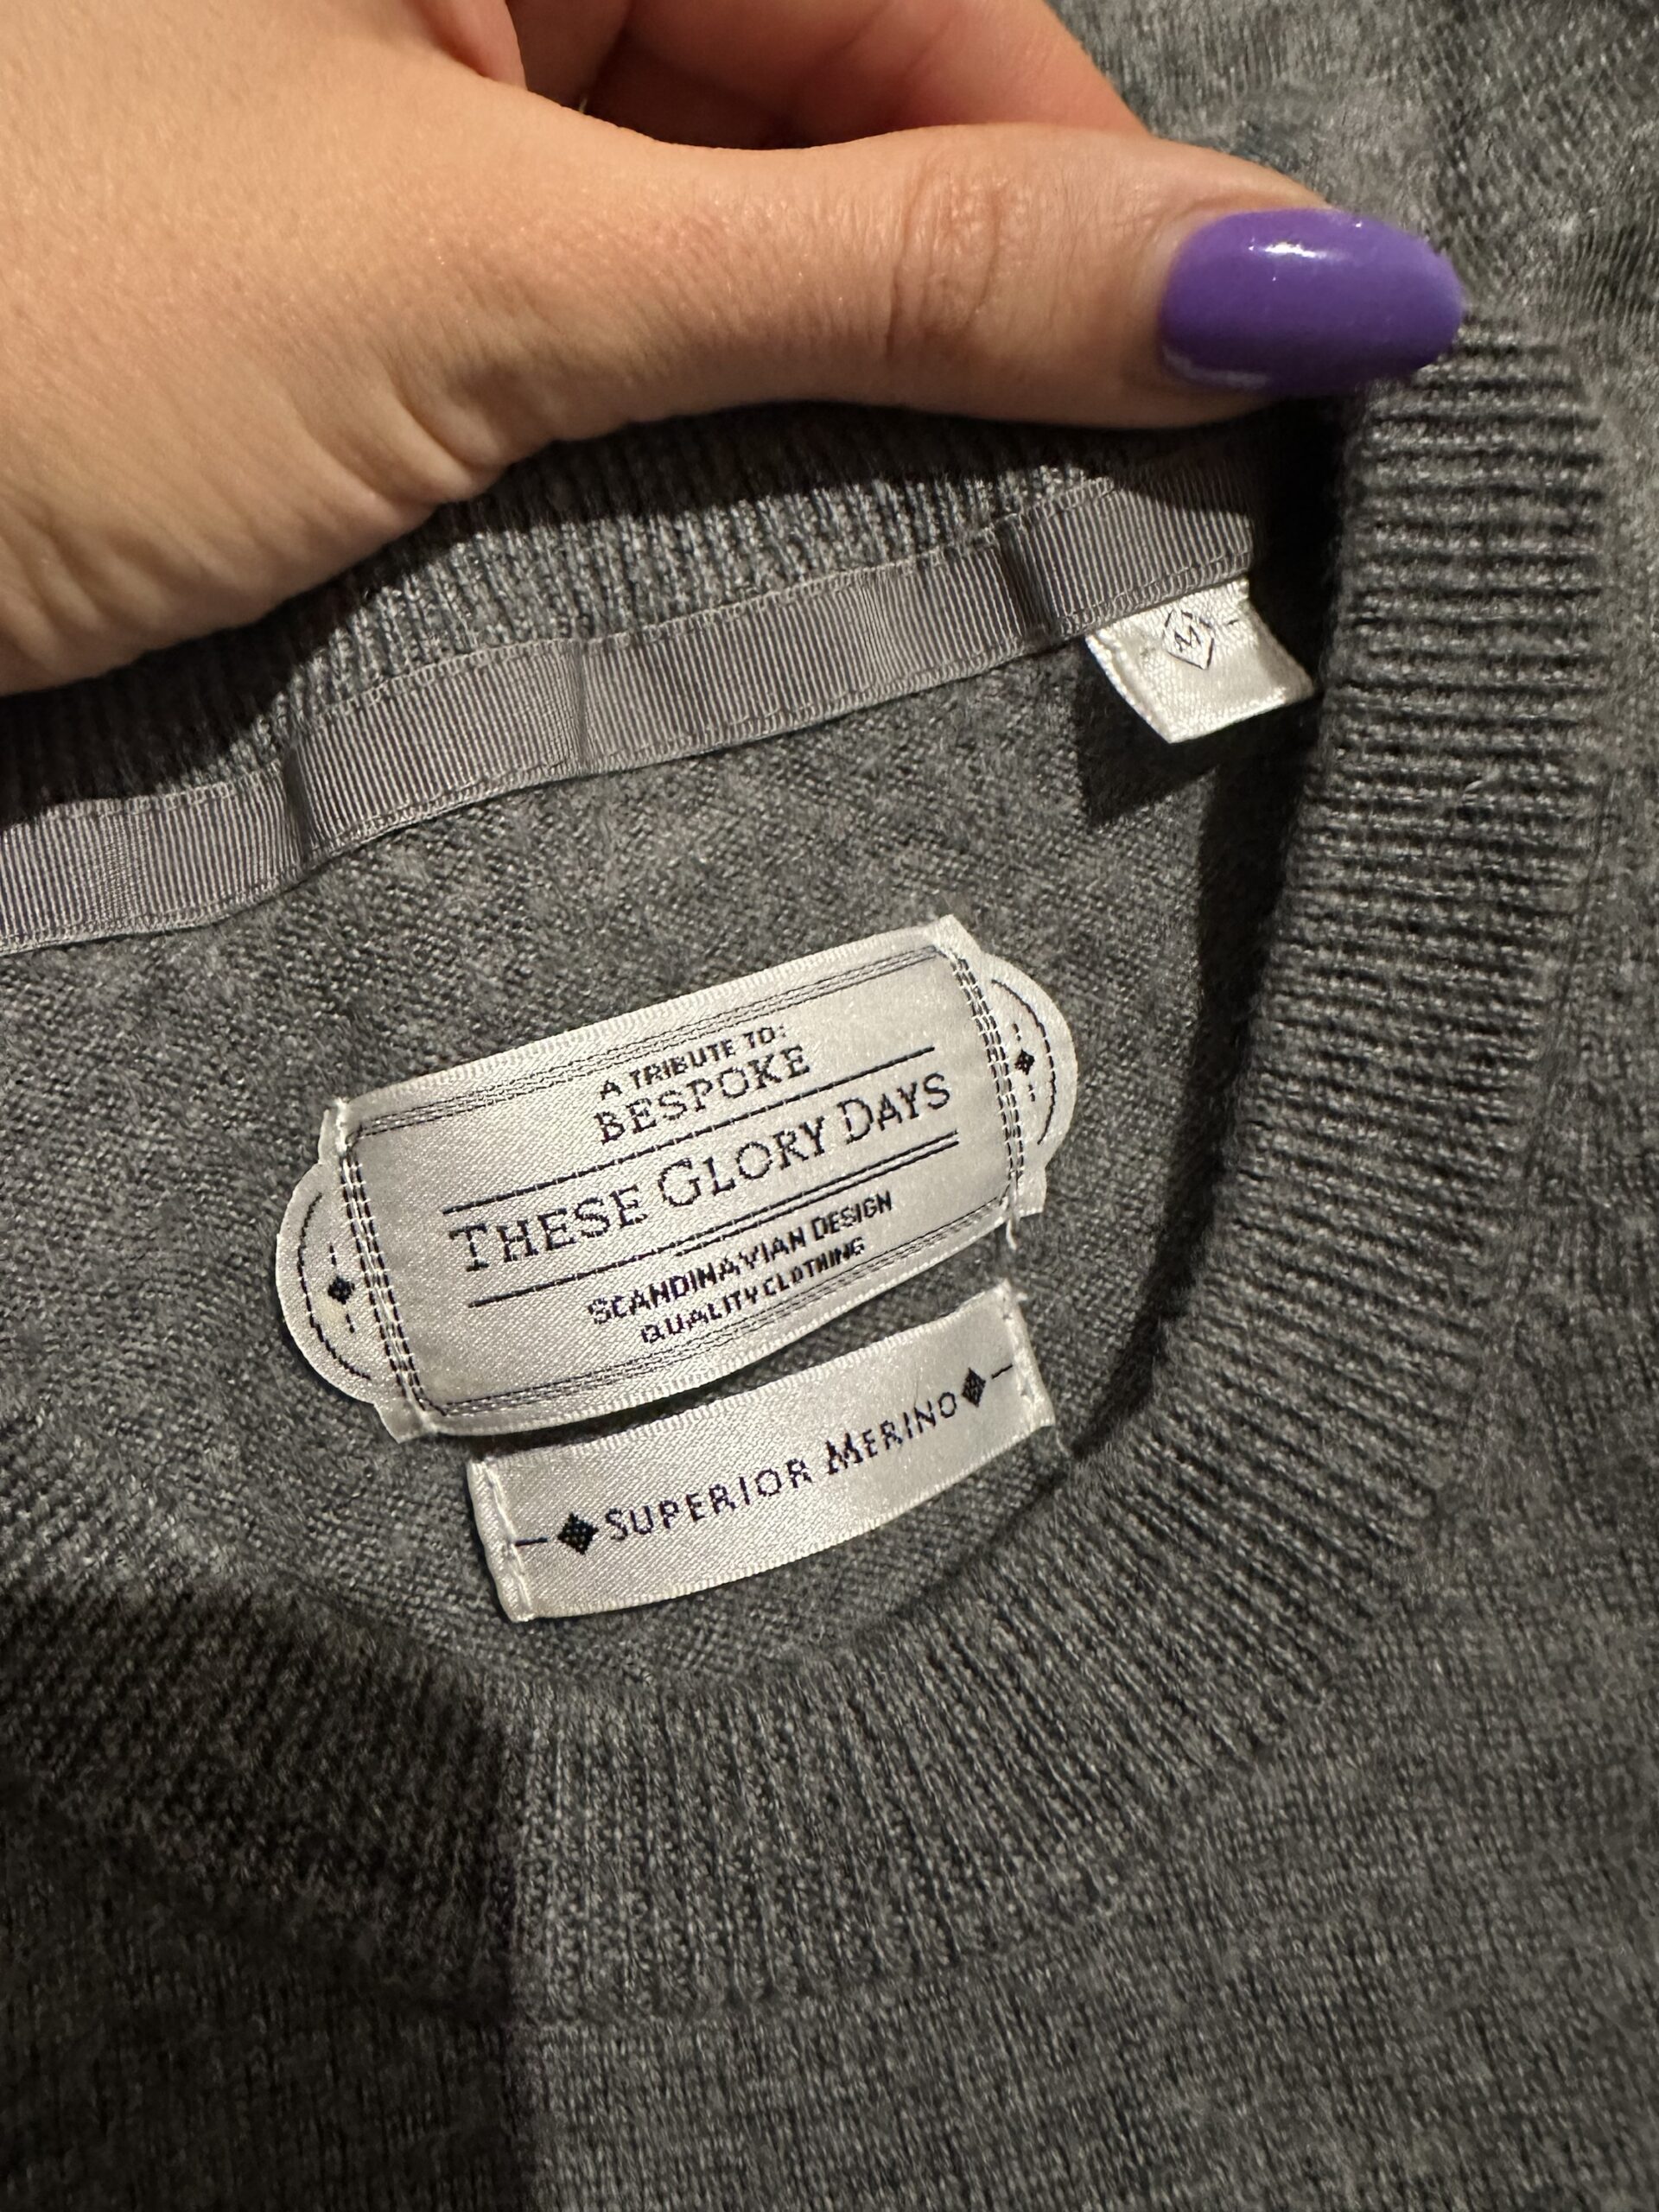 M
A TRIBUTE TO:
BESPOKE
THESE GLORY DAYS
SCANDINAVIAN DESIGN
QUALITY CLOTHING
SUPERIOR MERINO